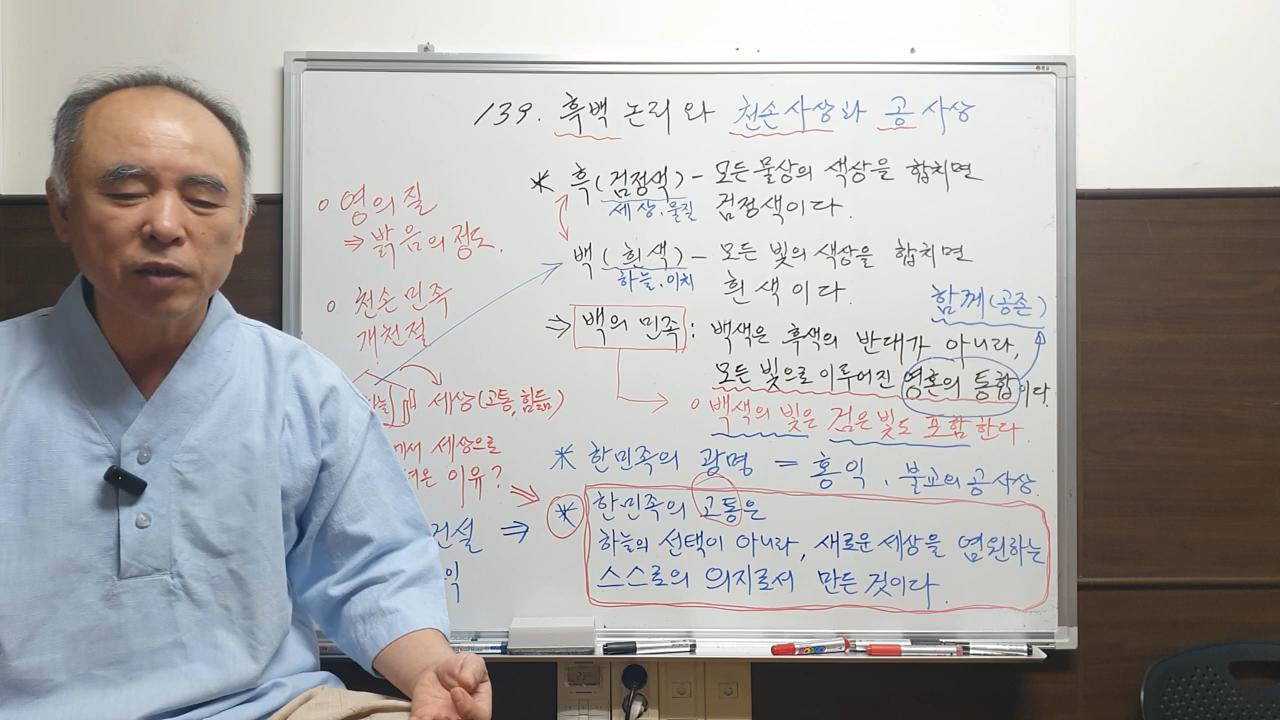 139. 흑백 논리와 천손사상과 공 사상
* 흑(검정색) - 모든 물상의 색상을 합치면
세상.물질 검정색이다.
백(흰색) - 모든 빛의 색상을 합치면
하늘.이치 흰색이다.
함께(공존)
⇒ 백의 민족 : 백색은 흑색의 반대가 아니라,
모든 빛으로 이루어진 영혼의 통합이다.
○ 백색의 빛은 검은빛도 포함한다.
* 한민족의 광명 = 홍익. 불교의 공사상.
* 한민족의 고통은
하늘의 선택이 아니라, 새로운 세상을 염원하는
스스로의 의지로서 만든 것이다.
○ 영의 질
⇒ 밝음의 정도.
○ 천손 민족
개천절
세상(고통, 힘듦)
에서 세상으로
이유?
건설 ⇒
익